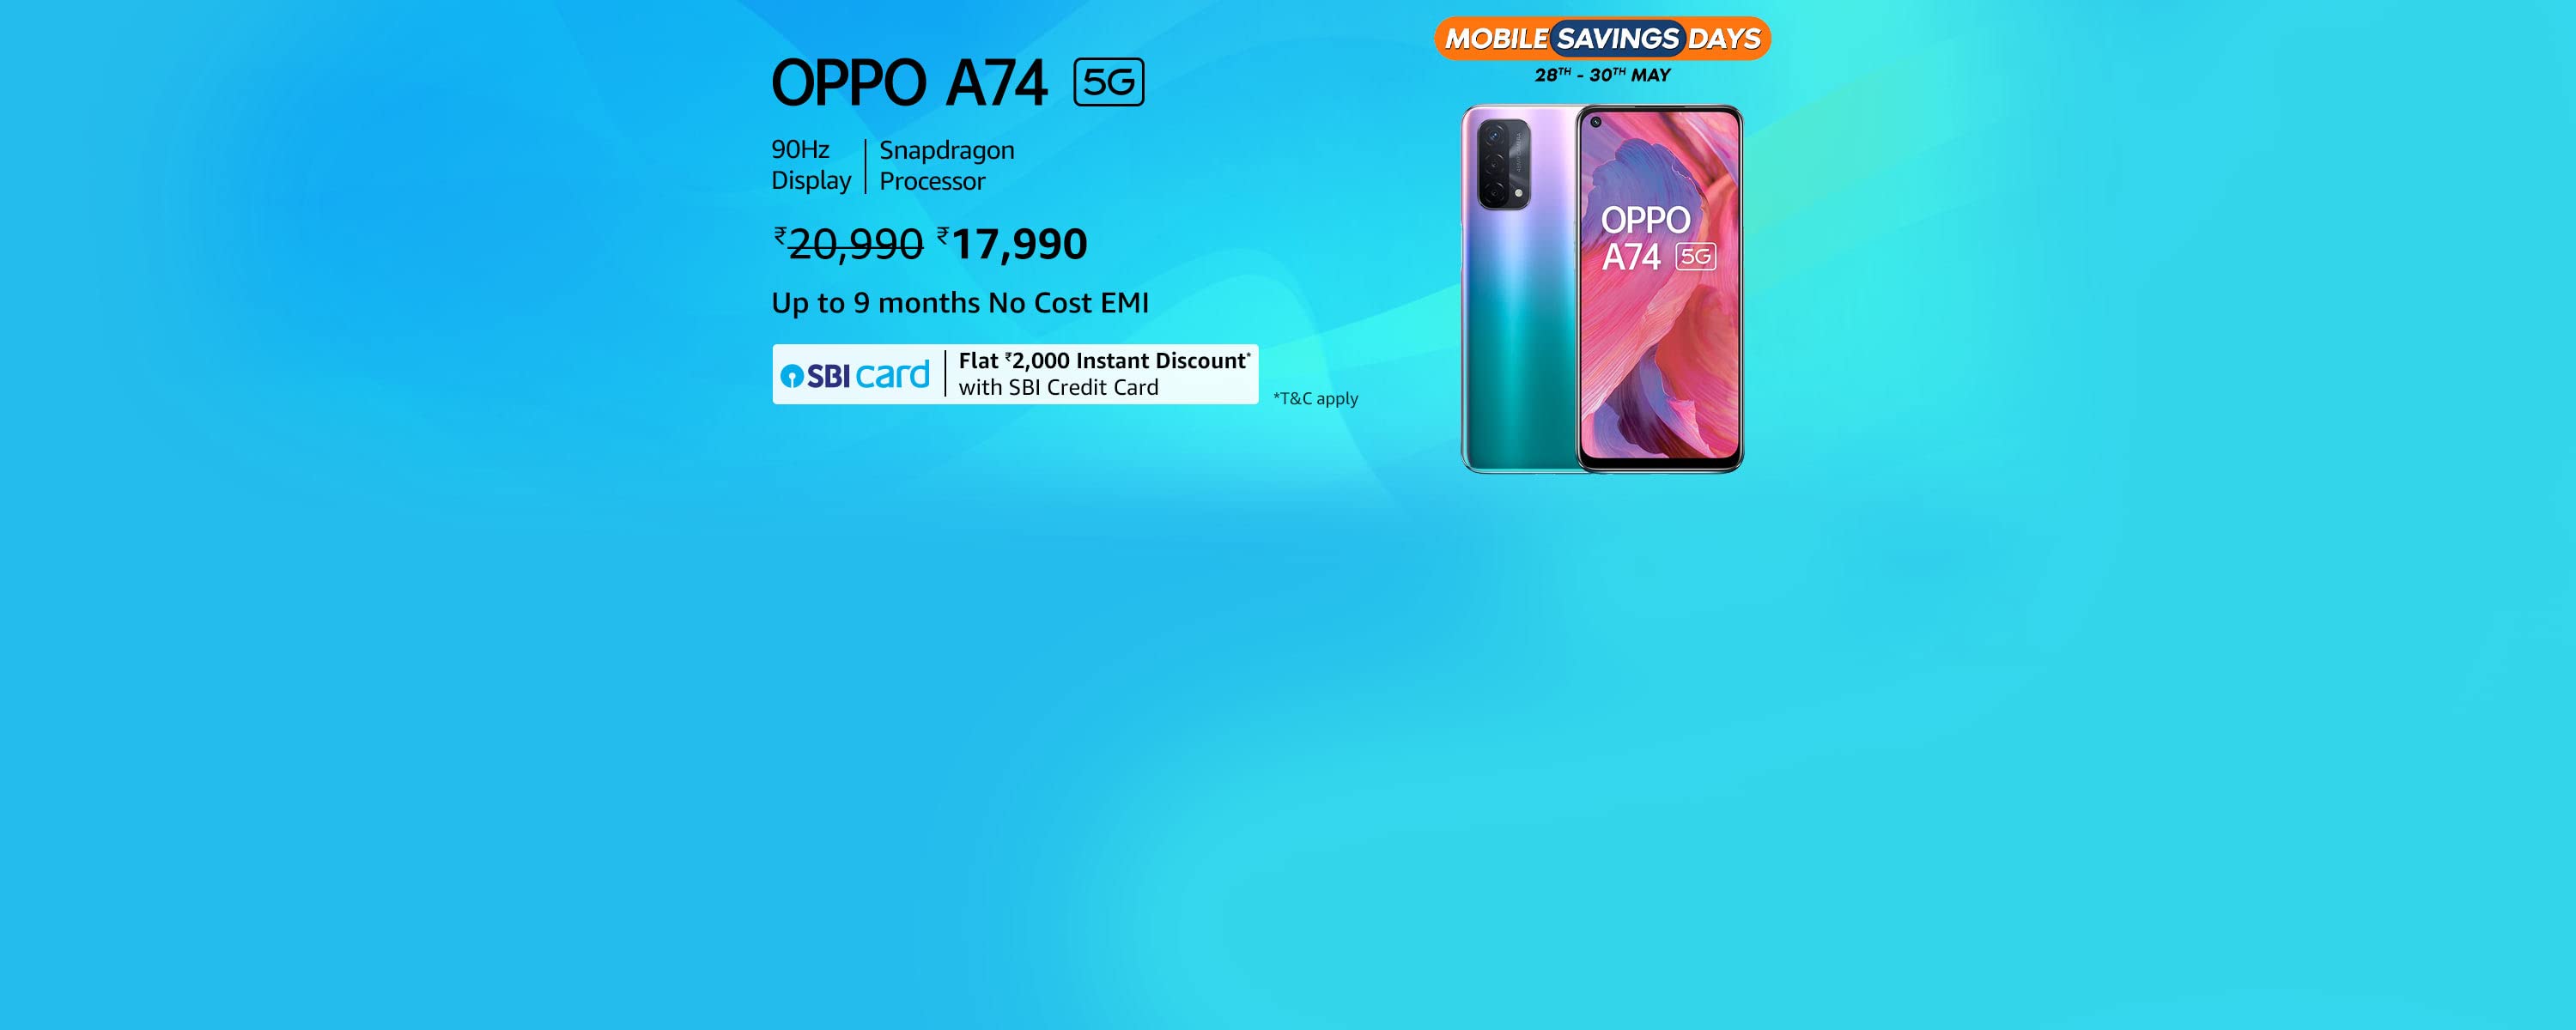 MOBILE SAVINGS DAYS
28TH - 30TH MAY
OPPO A74 5G
90Hz
Display
Snapdragon
Processor
₹20,990 ₹17,990
Up to 9 months No Cost EMI
SBI card
Flat ₹2,000 Instant Discount*
with SBI Credit Card
*T&C apply
OPPO
A74 5G